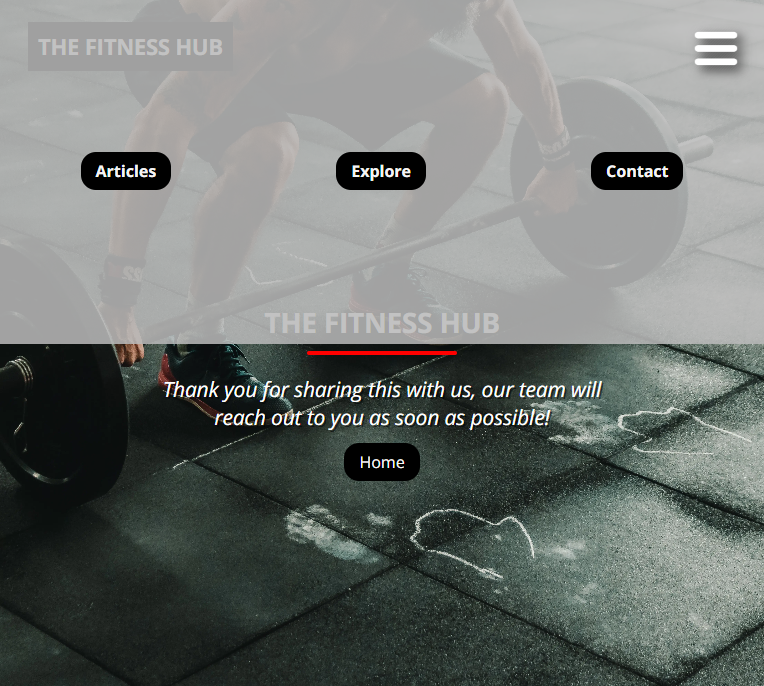 THE FITNESS HUB
Articles
Explore
Contact
THE FITNESS HUB
Thank you for sharing this with us, our team will
reach out to you as soon as possible!
Home